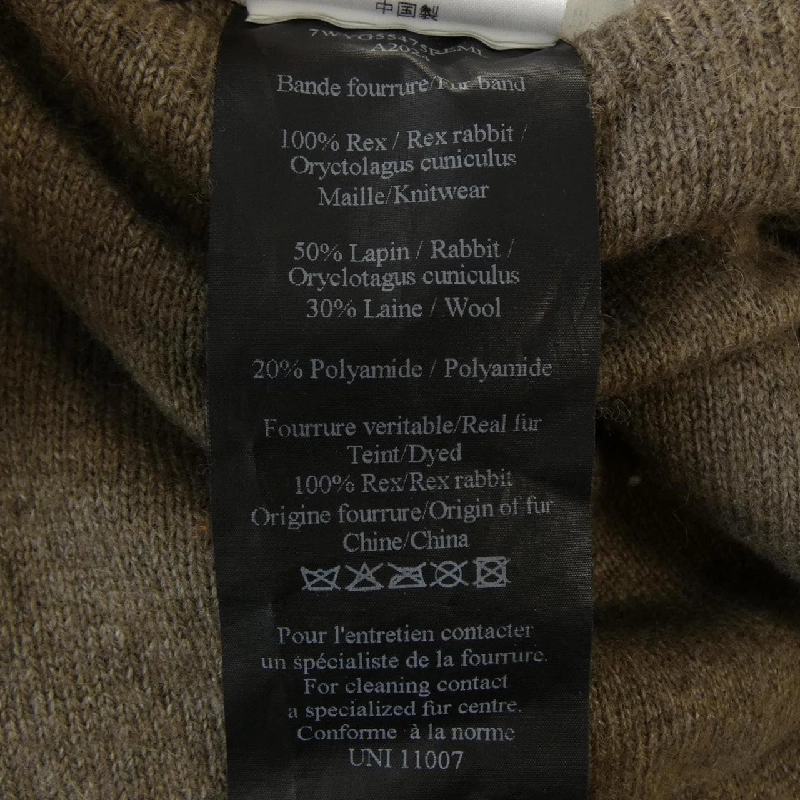 中国製
Bande fourrure/Fur band
100% Rex / Rex rabbit /
Oryctolagus cuniculus
Maille/Knitwear
50% Lapin / Rabbit /
Oryclotagus cuniculus
30% Laine / Wool
20% Polyamide / Polyamide
Fourrure veritable/Real fur
Teint/Dyed
100% Rex/Rex rabbit
Origine fourrure/Origin of fur
Chine/China
Pour l'entretien contacter
un spécialiste de la fourrure.
For cleaning contact
a specialized fur centre.
Conforme à la norme
UNI 11007